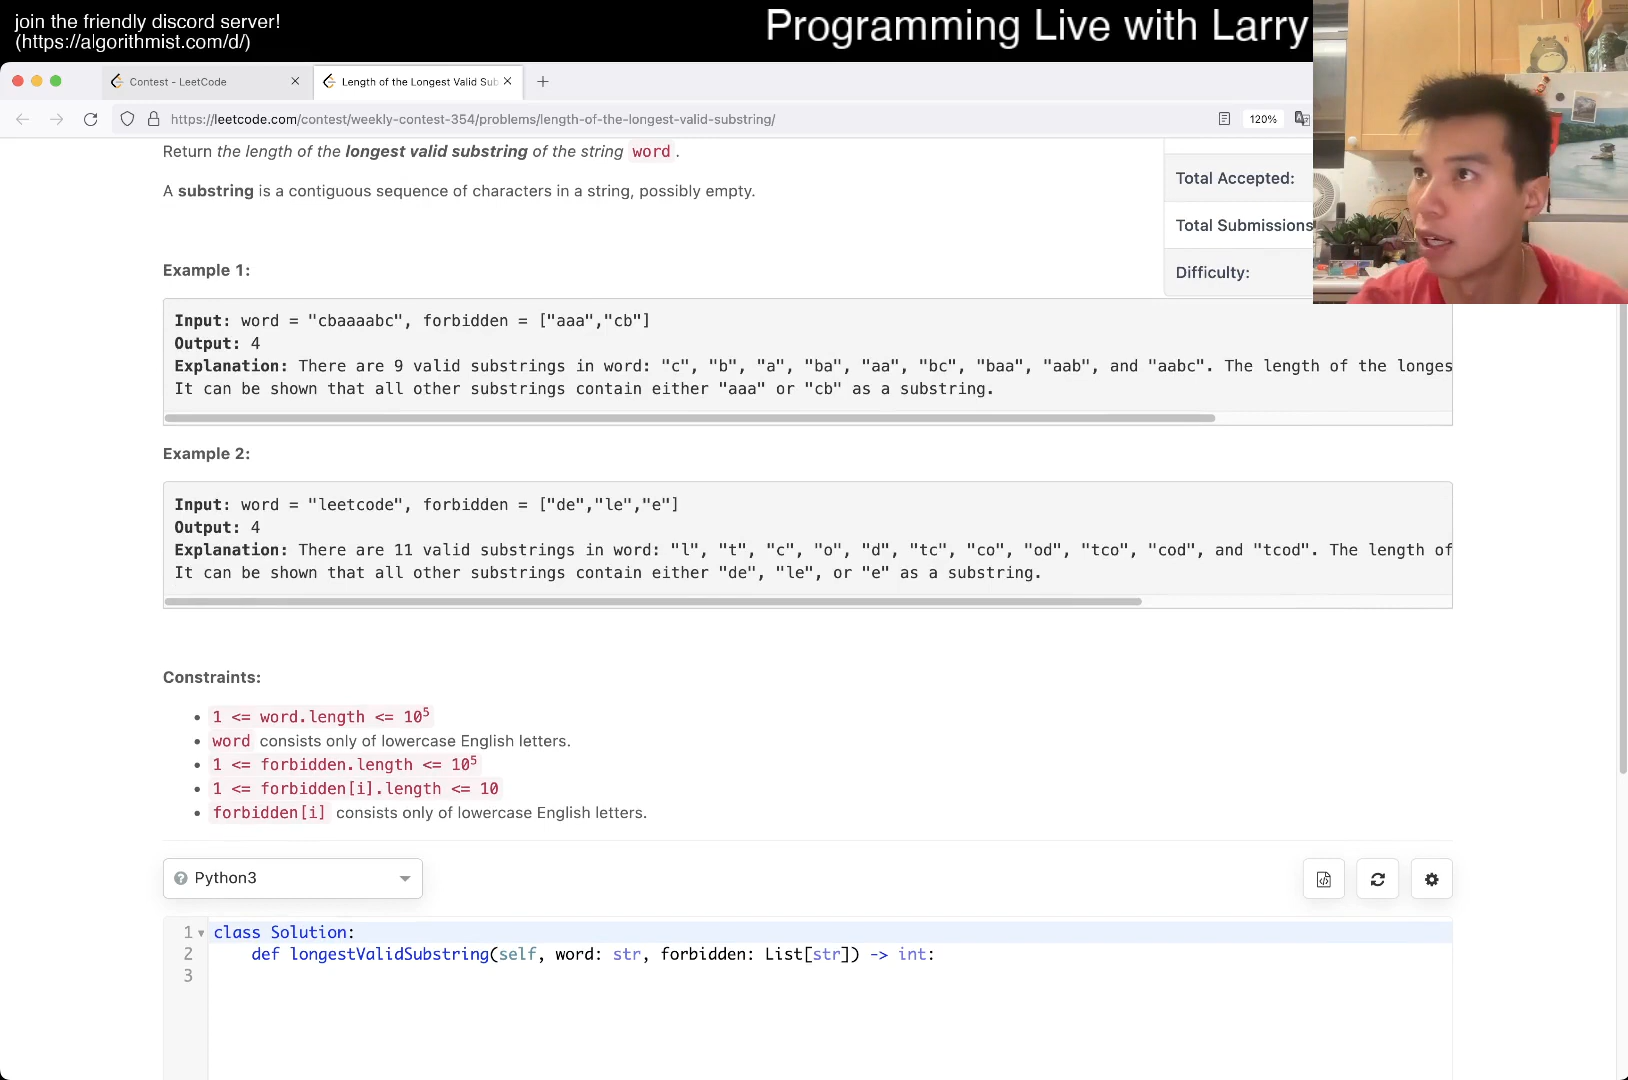 join the friendly discord server!
(https://algorithmist.com/d/)
Programming Live with Larry
Contest - LeetCode
Length of the Longest Valid Sub
https://leetcode.com/contest/weekly-contest-354/problems/length-of-the-longest-valid-substring/
120%
Return the length of the longest valid substring of the string word .
A substring is a contiguous sequence of characters in a string, possibly empty.
Total Accepted:
Total Submissions
Difficulty:
Example 1:
Input: word = "cbaaaabc", forbidden = ["aaa","cb"]
Output: 4
Explanation: There are 9 valid substrings in word: "c", "b", "a", "ba", "aa", "bc", "baa", "aab", and "aabc". The length of the longes
It can be shown that all other substrings contain either "aaa" or "cb" as a substring.
Example 2:
Input: word = "leetcode", forbidden = ["de","le","e"]
Output: 4
Explanation: There are 11 valid substrings in word: "l", "t", "c", "o", "d", "tc", "co", "od", "tco", "cod", and "tcod". The length of
It can be shown that all other substrings contain either "de", "le", or "e" as a substring.
Constraints:
1 <= word.length <= 10⁵
word consists only of lowercase English letters.
1 <= forbidden.length <= 10⁵
1 <= forbidden[i].length <= 10
forbidden[i] consists only of lowercase English letters.
Python3
1 class Solution:
2 def longestValidSubstring(self, word: str, forbidden: List[str]) -> int:
3